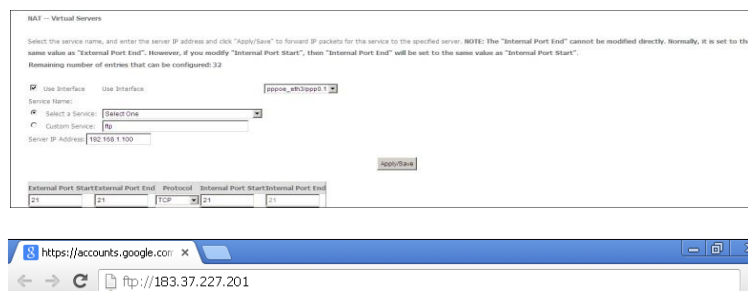 NAT -- Virtual Servers
Select the service name, and enter the server IP address and click "Apply/Save" to forward IP packets for this service to the specified server. NOTE: The "Internal Port End" cannot be modified directly. Normally, it is set to the
same value as "External Port End". However, if you modify "Internal Port Start", then "Internal Port End" will be set to the same value as "Internal Port Start".
Remaining number of entries that can be configured: 32
Use Interface Use Interface pppoe_eth3/ppp0.1
Service Name:
Select a Service: Select One
Custom Service: ftp
Server IP Address: 192.168.1.100
Apply/Save
External Port Start External Port End Protocol Internal Port Start Internal Port End
21 21 TCP 21 21
https://accounts.google.com
ftp://183.37.227.201